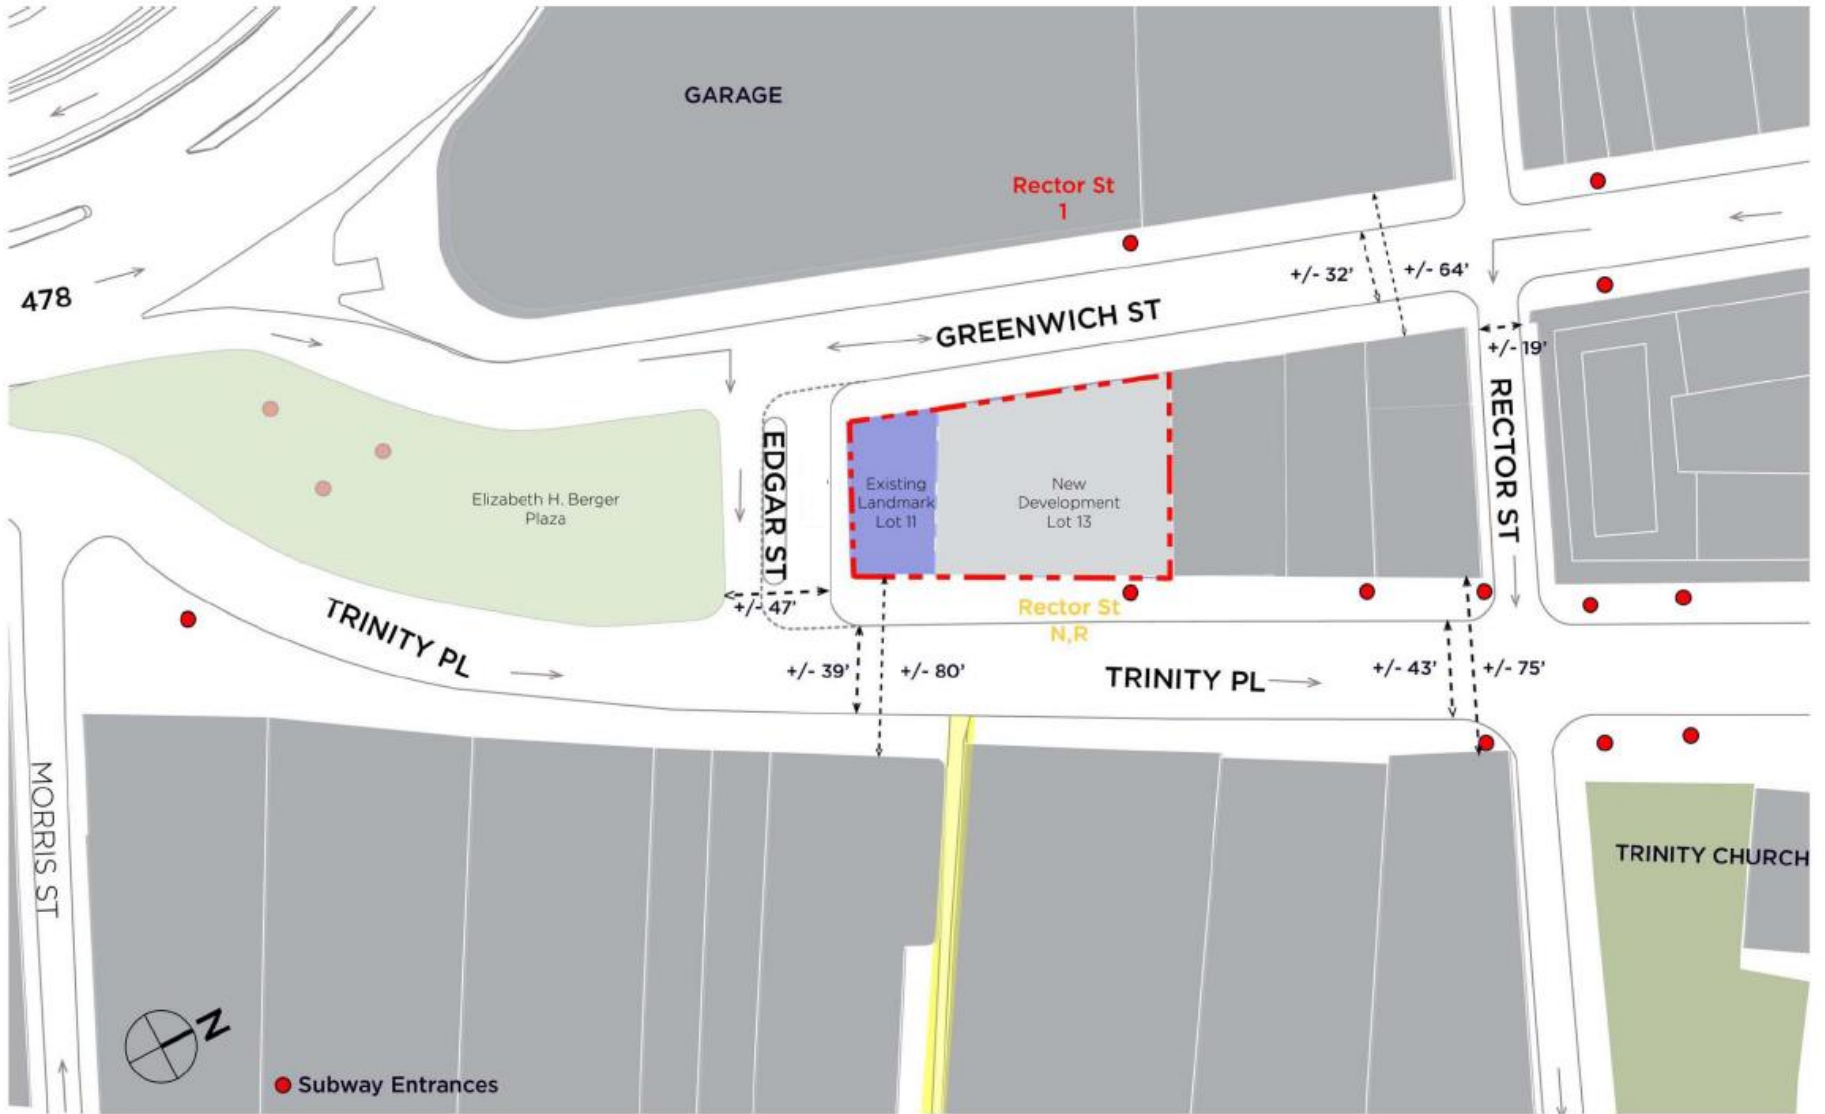 GARAGE
Rector St
1
+/- 32’
+/- 64’
478
GREENWICH ST
+/- 19’
RECTOR ST
EDGAR ST
Existing
Landmark
Lot 11
New
Development
Lot 13
Elizabeth H. Berger
Plaza
+/- 47’
Rector St
N,R
TRINITY PL
+/- 39’
+/- 80’
TRINITY PL
+/- 43’
+/- 75’
MORRIS ST
TRINITY CHURCH
N
Subway Entrances